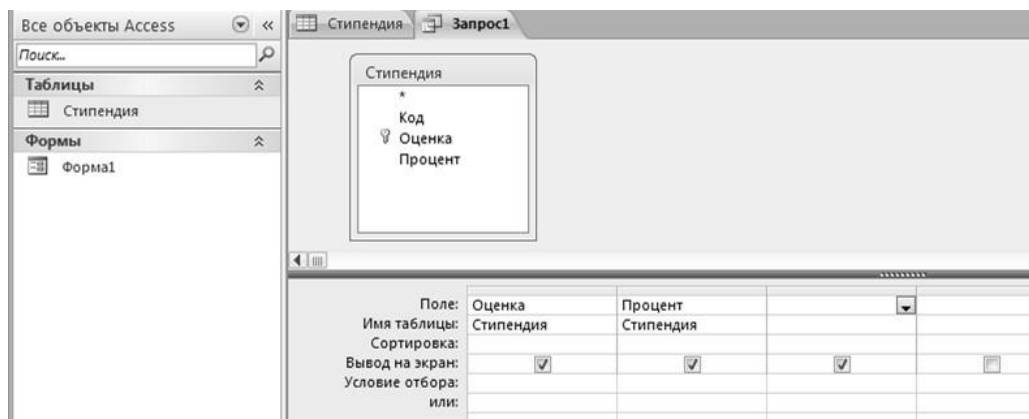 Все объекты Access «
Поиск...
Таблицы
Стипендия
Формы
Форма1
Стипендия Запрос1
Стипендия
*
Код
Оценка
Процент
Поле: Оценка Процент
Имя таблицы: Стипендия Стипендия
Сортировка:
Вывод на экран:
Условие отбора:
или: